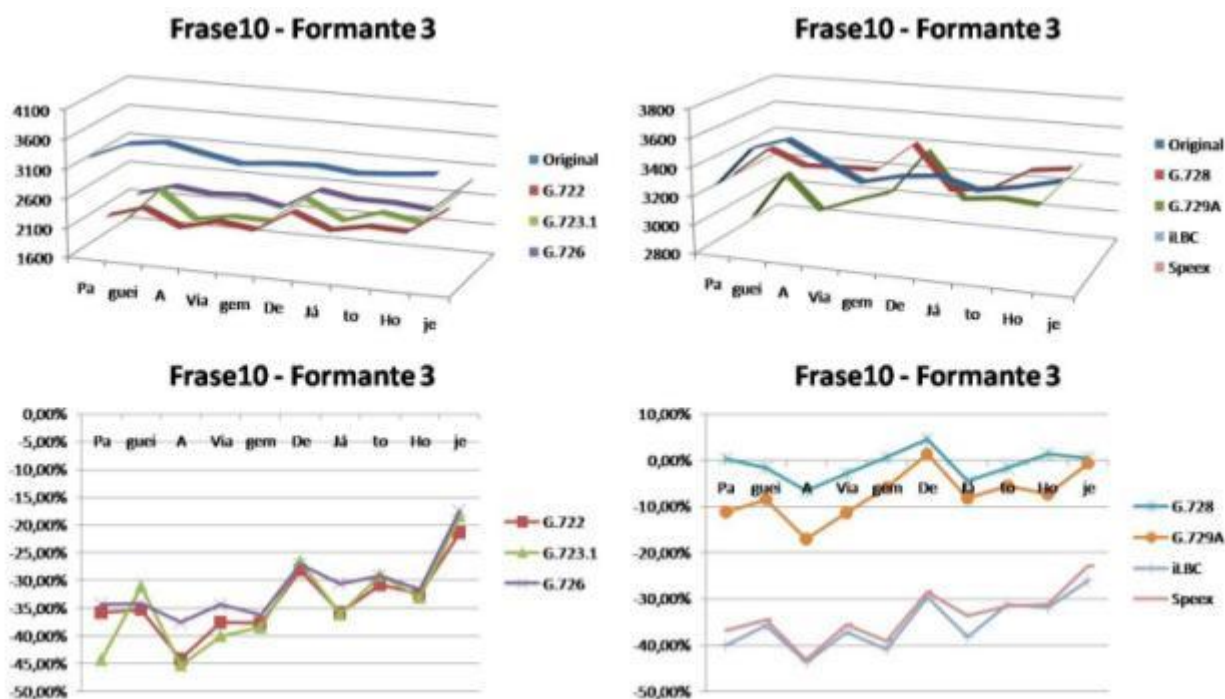 Frase10 - Formante 3
4100
3600
3100
2600
2100
1600
Pa guei A Via gem De Já to Ho je
Original
G.722
G.723.1
G.726
Frase10 - Formante 3
3800
3600
3400
3200
3000
2800
Pa guei A Via gem De Já to Ho je
Original
G.728
G.729A
iLBC
Speex
Frase10 - Formante 3
0,00%
-5,00%
-10,00%
-15,00%
-20,00%
-25,00%
-30,00%
-35,00%
-40,00%
-45,00%
-50,00%
Pa guei A Via gem De Já to Ho je
G.722
G.723.1
G.726
Frase10 - Formante 3
10,00%
0,00%
-10,00%
-20,00%
-30,00%
-40,00%
-50,00%
Pa guei A Via gem De Já to Ho je
G.728
G.729A
iLBC
Speex